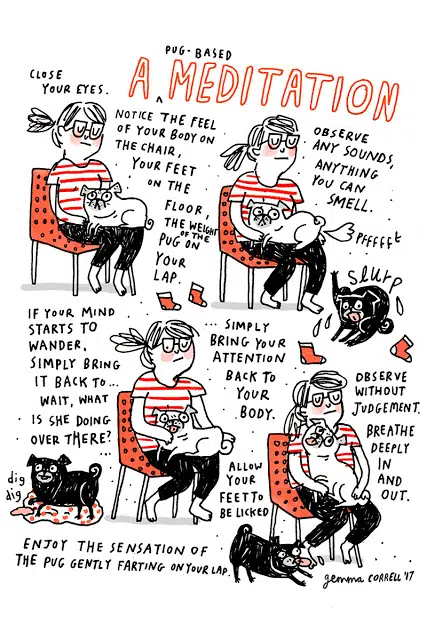 PUG-BASED
A MEDITATION
^
CLOSE
YOUR EYES.
NOTICE THE FEEL
OF YOUR BODY ON
THE CHAIR,
YOUR FEET
ON THE
FLOOR,
THE WEIGHT
OF THE
PUG ON
YOUR
LAP.
OBSERVE
ANY SOUNDS,
ANYTHING
YOU CAN
SMELL.
Pffffft
slurp
IF YOUR MIND
STARTS TO
WANDER,
SIMPLY BRING
IT BACK TO...
WAIT, WHAT
IS SHE DOING
OVER THERE?
...
dig
dig
... SIMPLY
BRING YOUR
ATTENTION
BACK TO
YOUR
BODY.
OBSERVE
WITHOUT
JUDGEMENT.
BREATHE
DEEPLY
IN
AND
OUT.
ALLOW
YOUR
FEET TO
BE LICKED
ENJOY THE SENSATION OF
THE PUG GENTLY FARTING ON YOUR LAP.
gemma CORRELL '17